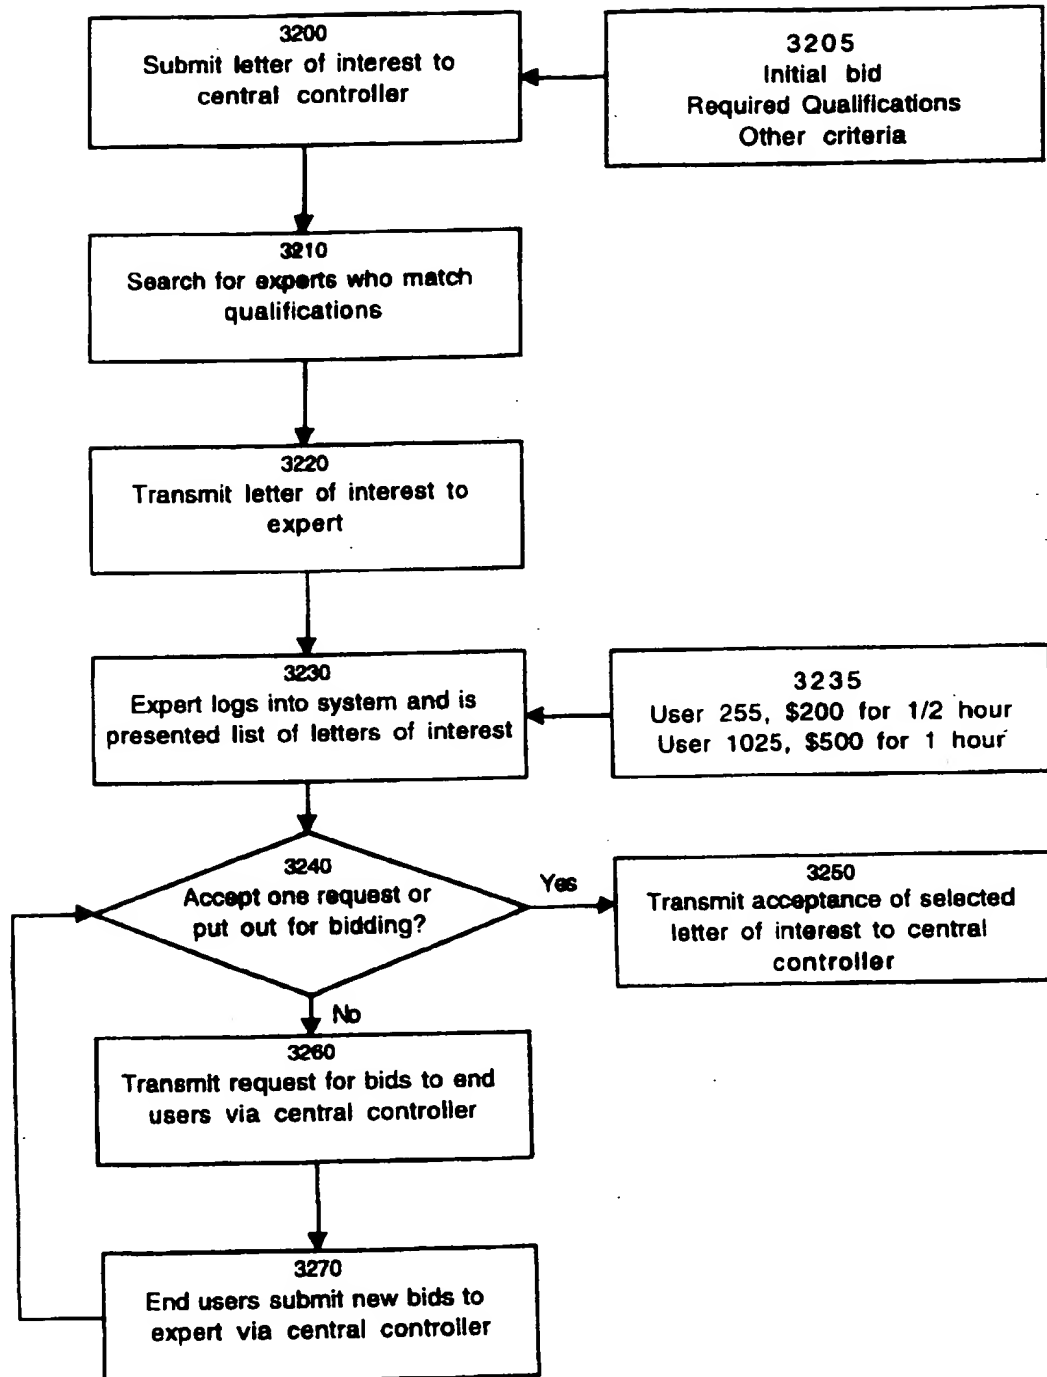 3200
Submit letter of interest to
central controller
3205
Initial bid
Required Qualifications
Other criteria
3210
Search for experts who match
qualifications
3220
Transmit letter of interest to
expert
3230
Expert logs into system and is
presented list of letters of interest
3235
User 255, $200 for 1/2 hour
User 1025, $500 for 1 hour
3240
Accept one request or
put out for bidding?
Yes
3250
Transmit acceptance of selected
letter of interest to central
controller
No
3260
Transmit request for bids to end
users via central controller
3270
End users submit new bids to
expert via central controller